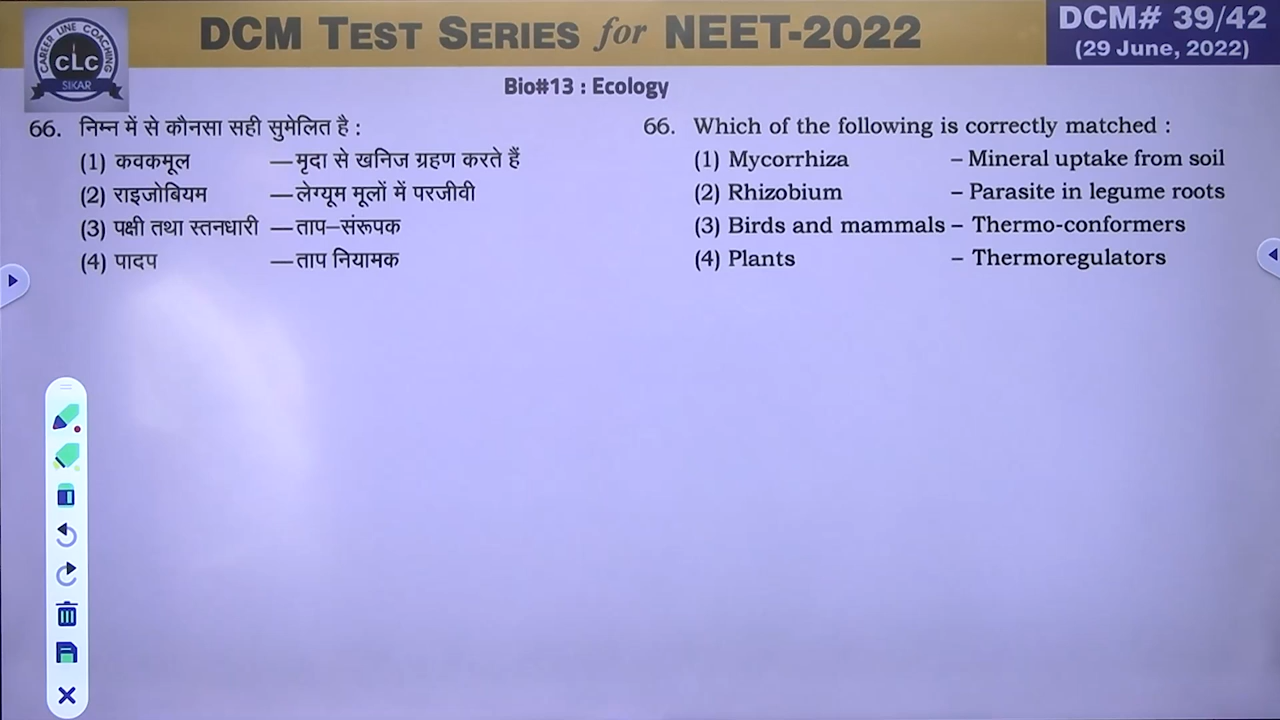 CAREER LINE COACHING
CLC
SIKAR
DCM TEST SERIES for NEET-2022
DCM# 39/42
(29 June, 2022)
Bio#13 : Ecology
66. निम्न में से कौनसा सही सुमेलित है :
(1) कवकमूल — मृदा से खनिज ग्रहण करते हैं
(2) राइजोबियम — लेग्यूम मूलों में परजीवी
(3) पक्षी तथा स्तनधारी — ताप–संरूपक
(4) पादप — ताप नियामक
66. Which of the following is correctly matched :
(1) Mycorrhiza – Mineral uptake from soil
(2) Rhizobium – Parasite in legume roots
(3) Birds and mammals – Thermo-conformers
(4) Plants – Thermoregulators